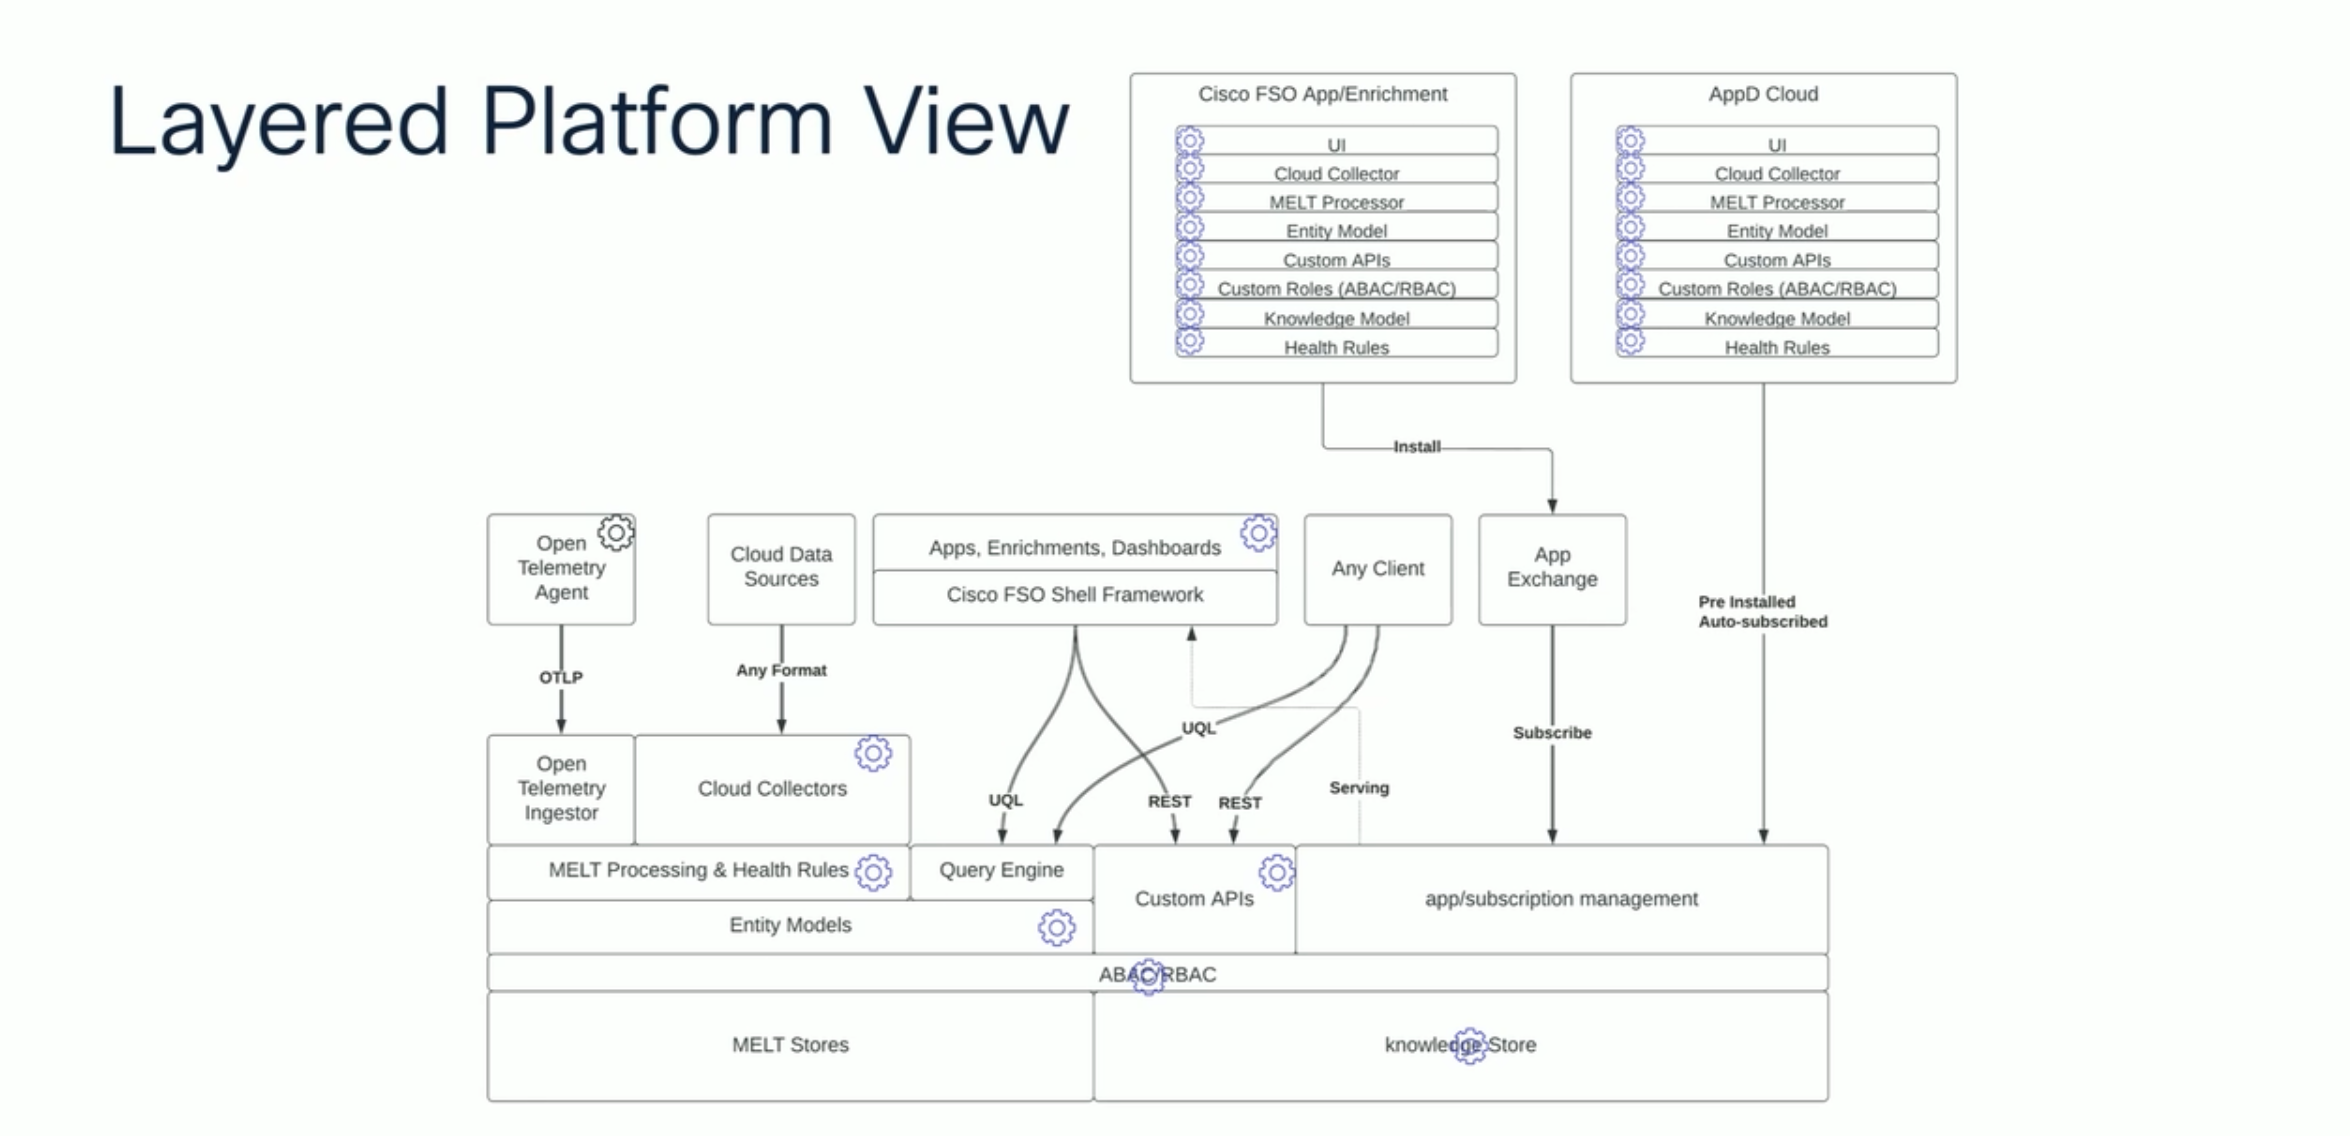 Layered Platform View
Cisco FSO App/Enrichment
UI
Cloud Collector
MELT Processor
Entity Model
Custom APIs
Custom Roles (ABAC/RBAC)
Knowledge Model
Health Rules
AppD Cloud
UI
Cloud Collector
MELT Processor
Entity Model
Custom APIs
Custom Roles (ABAC/RBAC)
Knowledge Model
Health Rules
Install
Pre Installed
Auto-subscribed
Open
Telemetry
Agent
Cloud Data
Sources
Apps, Enrichments, Dashboards
Cisco FSO Shell Framework
Any Client
App
Exchange
OTLP
Any Format
UQL
Subscribe
UQL
REST
REST
Serving
Open
Telemetry
Ingestor
Cloud Collectors
MELT Processing & Health Rules
Query Engine
Custom APIs
app/subscription management
Entity Models
ABAC/RBAC
MELT Stores
knowledge Store